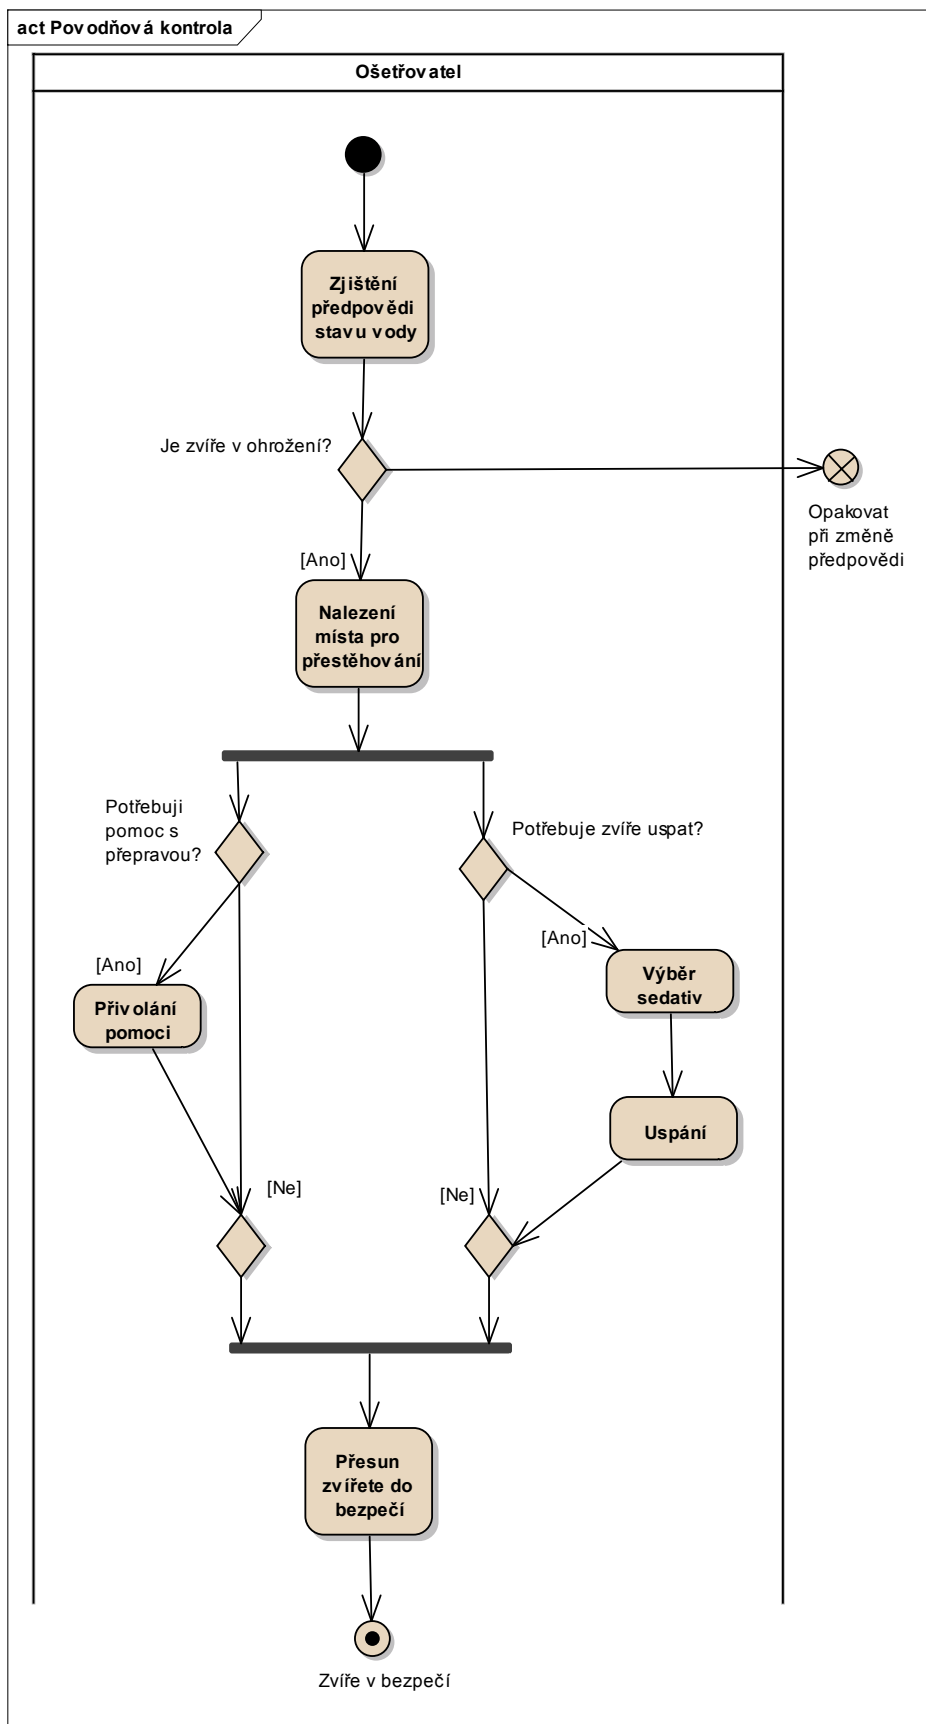 act Povodňová kontrola
Ošetřovatel
Zjištění
předpovědi
stavu vody
Je zvíře v ohrožení?
Opakovat
při změně
předpovědi
[Ano]
Nalezení
místa pro
přestěhování
Potřebuji
pomoc s
přepravou?
Potřebuje zvíře uspat?
[Ano]
[Ano]
Výběr
sedativ
Přivolání
pomoci
Uspání
[Ne]
[Ne]
Přesun
zvířete do
bezpečí
Zvíře v bezpečí